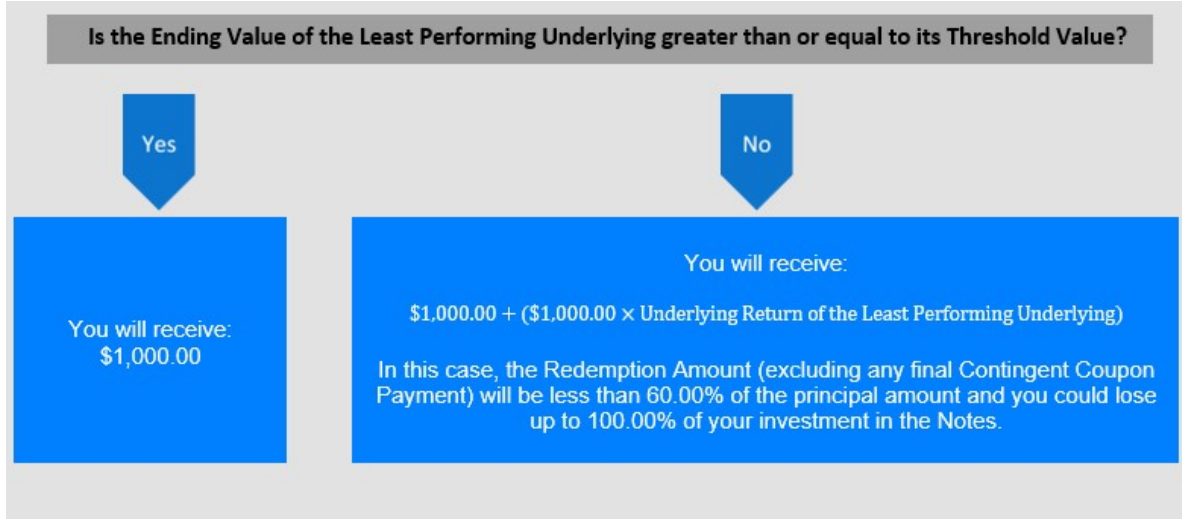 Is the Ending Value of the Least Performing Underlying greater than or equal to its Threshold Value?
Yes
No
You will receive:
$1,000.00
You will receive:
$1,000.00 + ($1,000.00 × Underlying Return of the Least Performing Underlying)
In this case, the Redemption Amount (excluding any final Contingent Coupon
Payment) will be less than 60.00% of the principal amount and you could lose
up to 100.00% of your investment in the Notes.